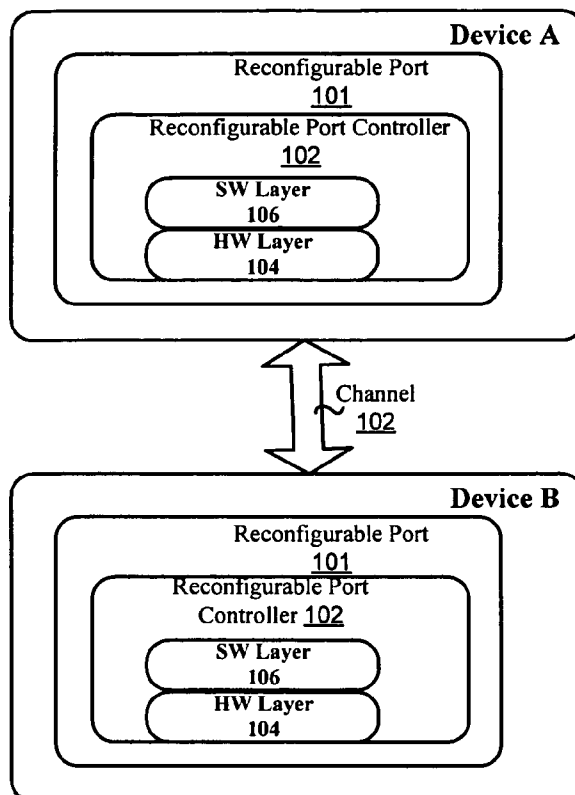 Device A
Reconfigurable Port
101
Reconfigurable Port Controller
102
SW Layer
106
HW Layer
104
Channel
102
Device B
Reconfigurable Port
101
Reconfigurable Port
Controller 102
SW Layer
106
HW Layer
104